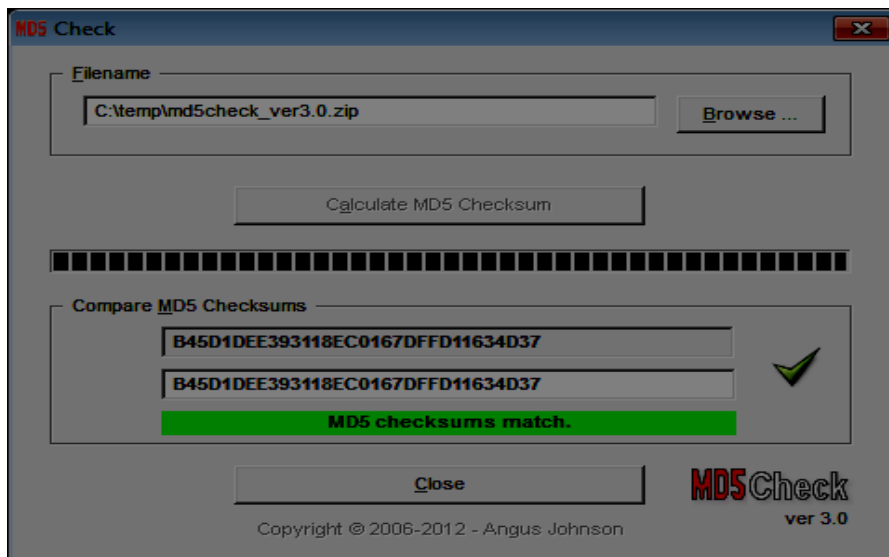 MD5 Check
Filename
C:\temp\md5check_ver3.0.zip
Browse ...
Calculate MD5 Checksum
Compare MD5 Checksums
B45D1DEE393118EC0167DFFD11634D37
B45D1DEE393118EC0167DFFD11634D37
MD5 checksums match.
Close
MD5Check
ver 3.0
Copyright © 2006-2012 - Angus Johnson